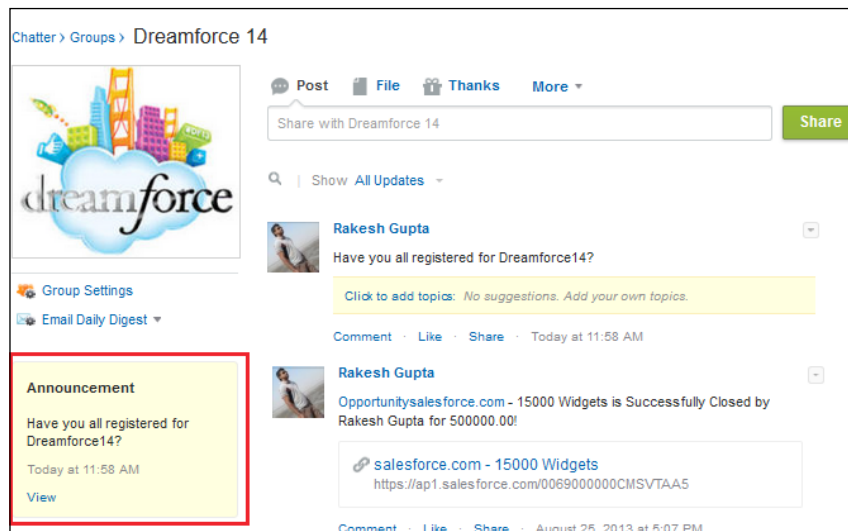 Chatter > Groups > Dreamforce 14
dreamforce
Group Settings
Email Daily Digest
Announcement
Have you all registered for
Dreamforce14?
Today at 11:58 AM
View
Post File Thanks More
Share with Dreamforce 14
Share
Show All Updates
Rakesh Gupta
Have you all registered for Dreamforce14?
Click to add topics: No suggestions. Add your own topics.
Comment · Like · Share · Today at 11:58 AM
Rakesh Gupta
Opportunitysalesforce.com - 15000 Widgets is Successfully Closed by
Rakesh Gupta for 500000.00!
salesforce.com - 15000 Widgets
https://ap1.salesforce.com/0069000000CMSVTAA5
Comment · Like · Share · August 25, 2013 at 5:07 PM